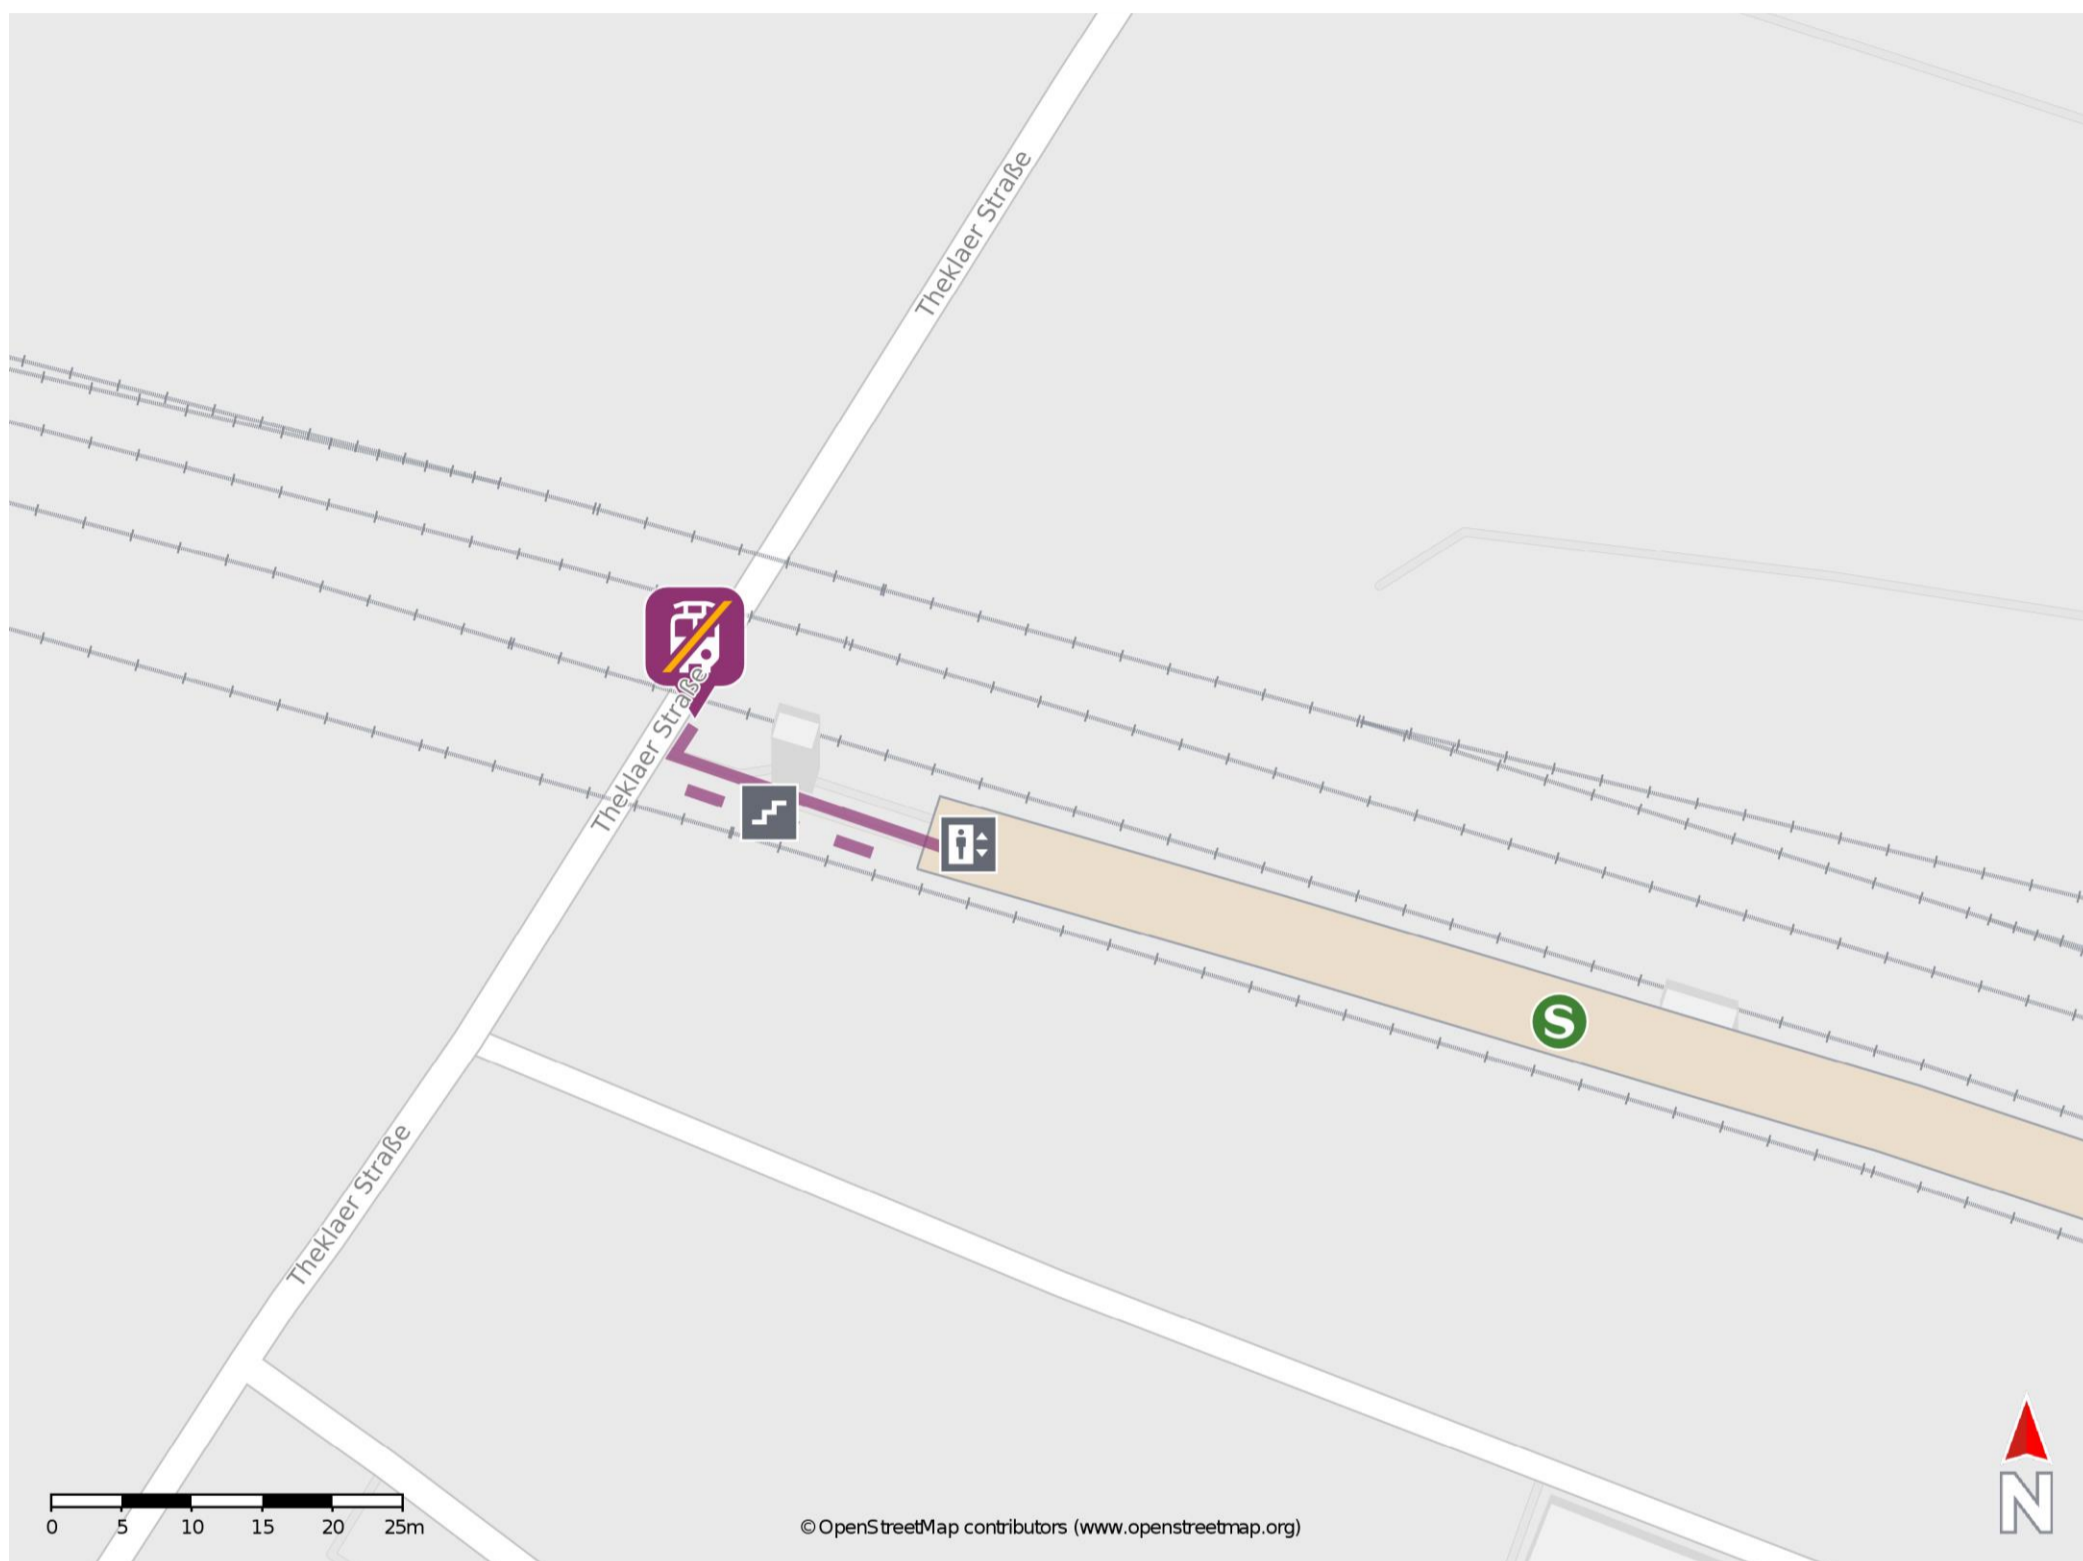 Theklaer Straße
Theklaer Straße
S
Theklaer Straße
0 5 10 15 20 25m
© OpenStreetMap contributors (www.openstreetmap.org)
N